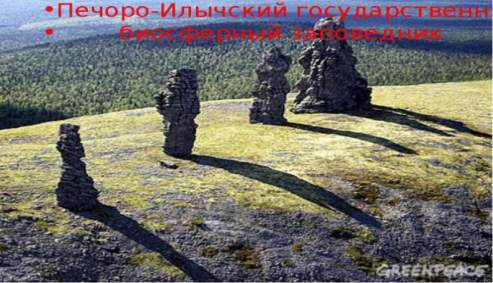 •Печоро-Илычский государственн
• биосферный заповедник
GREENPEACE